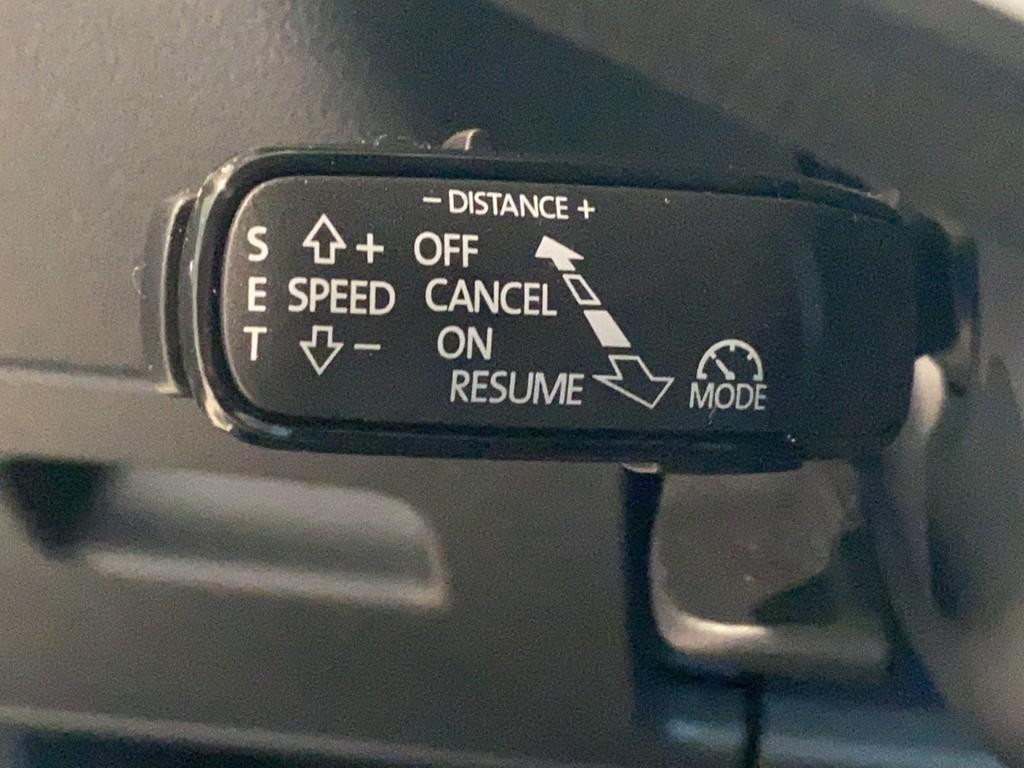 - DISTANCE +
S + OFF
E SPEED CANCEL
T - ON
RESUME MODE